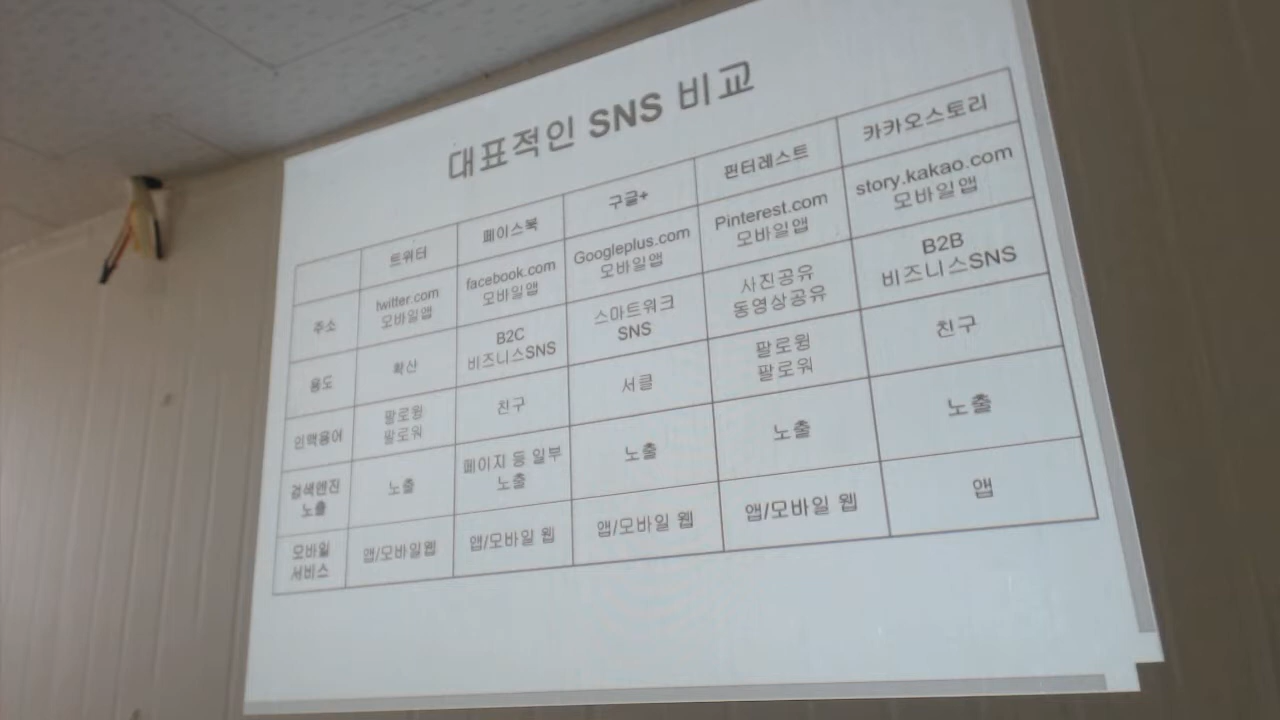 대표적인 SNS 비교
트위터
페이스북
구글+
핀터레스트
카카오스토리
주소
twitter.com
모바일앱
facebook.com
모바일앱
Googleplus.com
모바일앱
Pinterest.com
모바일앱
story.kakao.com
모바일앱
용도
확산
B2C
비즈니스SNS
스마트워크
SNS
사진공유
동영상공유
B2B
비즈니스SNS
인맥용어
팔로윙
팔로워
친구
서클
팔로윙
팔로워
친구
검색엔진
노출
노출
페이지 등 일부
노출
노출
노출
노출
모바일
서비스
앱/모바일웹
앱/모바일 웹
앱/모바일 웹
앱/모바일 웹
앱